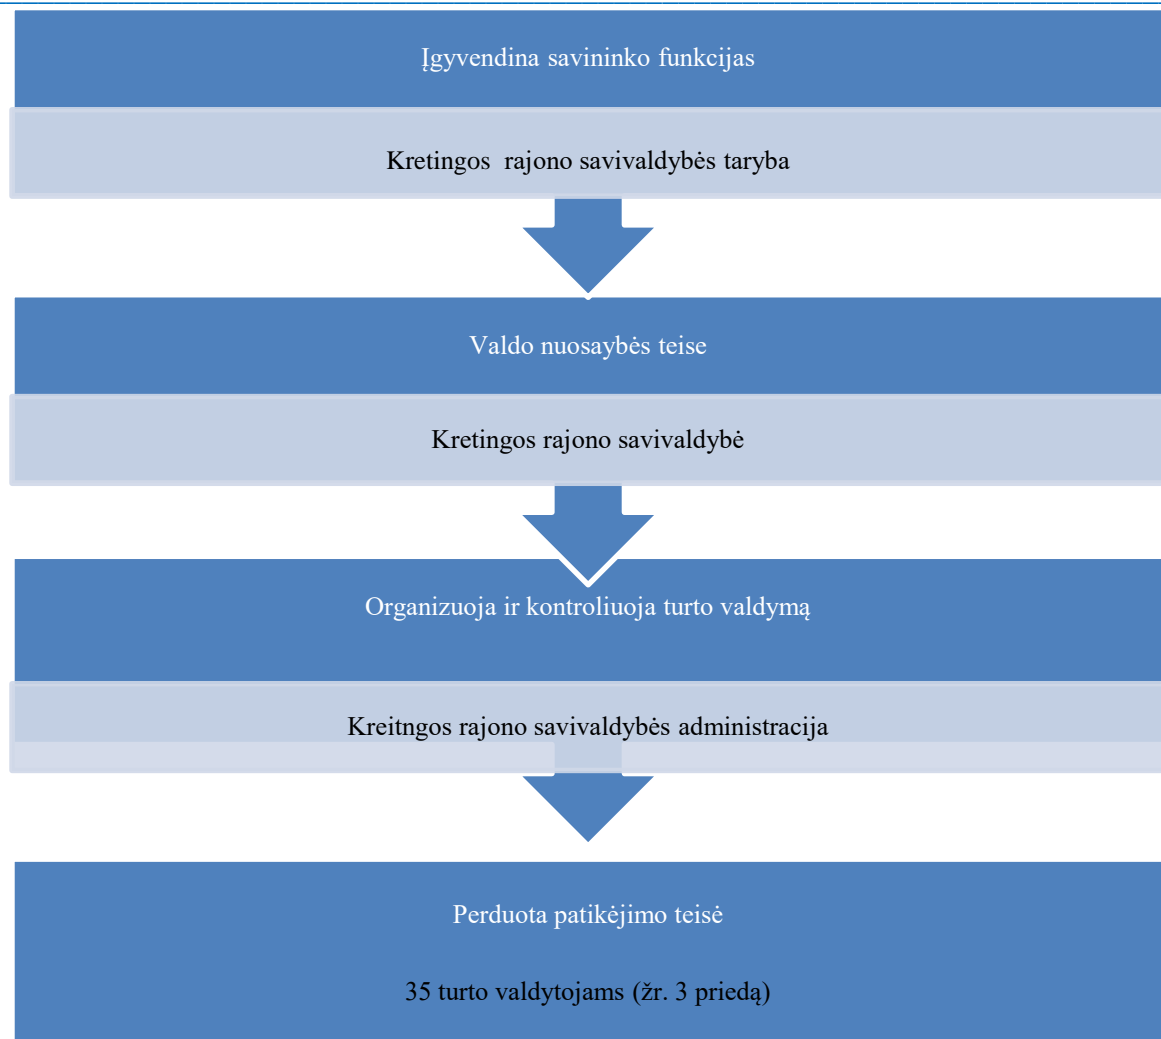 Įgyvendina savininko funkcijas
Kretingos rajono savivaldybės taryba
Valdo nuosaybės teise
Kretingos rajono savivaldybė
Organizuoja ir kontroliuoja turto valdymą
Kreitngos rajono savivaldybės administracija
Perduota patikėjimo teisė
35 turto valdytojams (žr. 3 priedą)